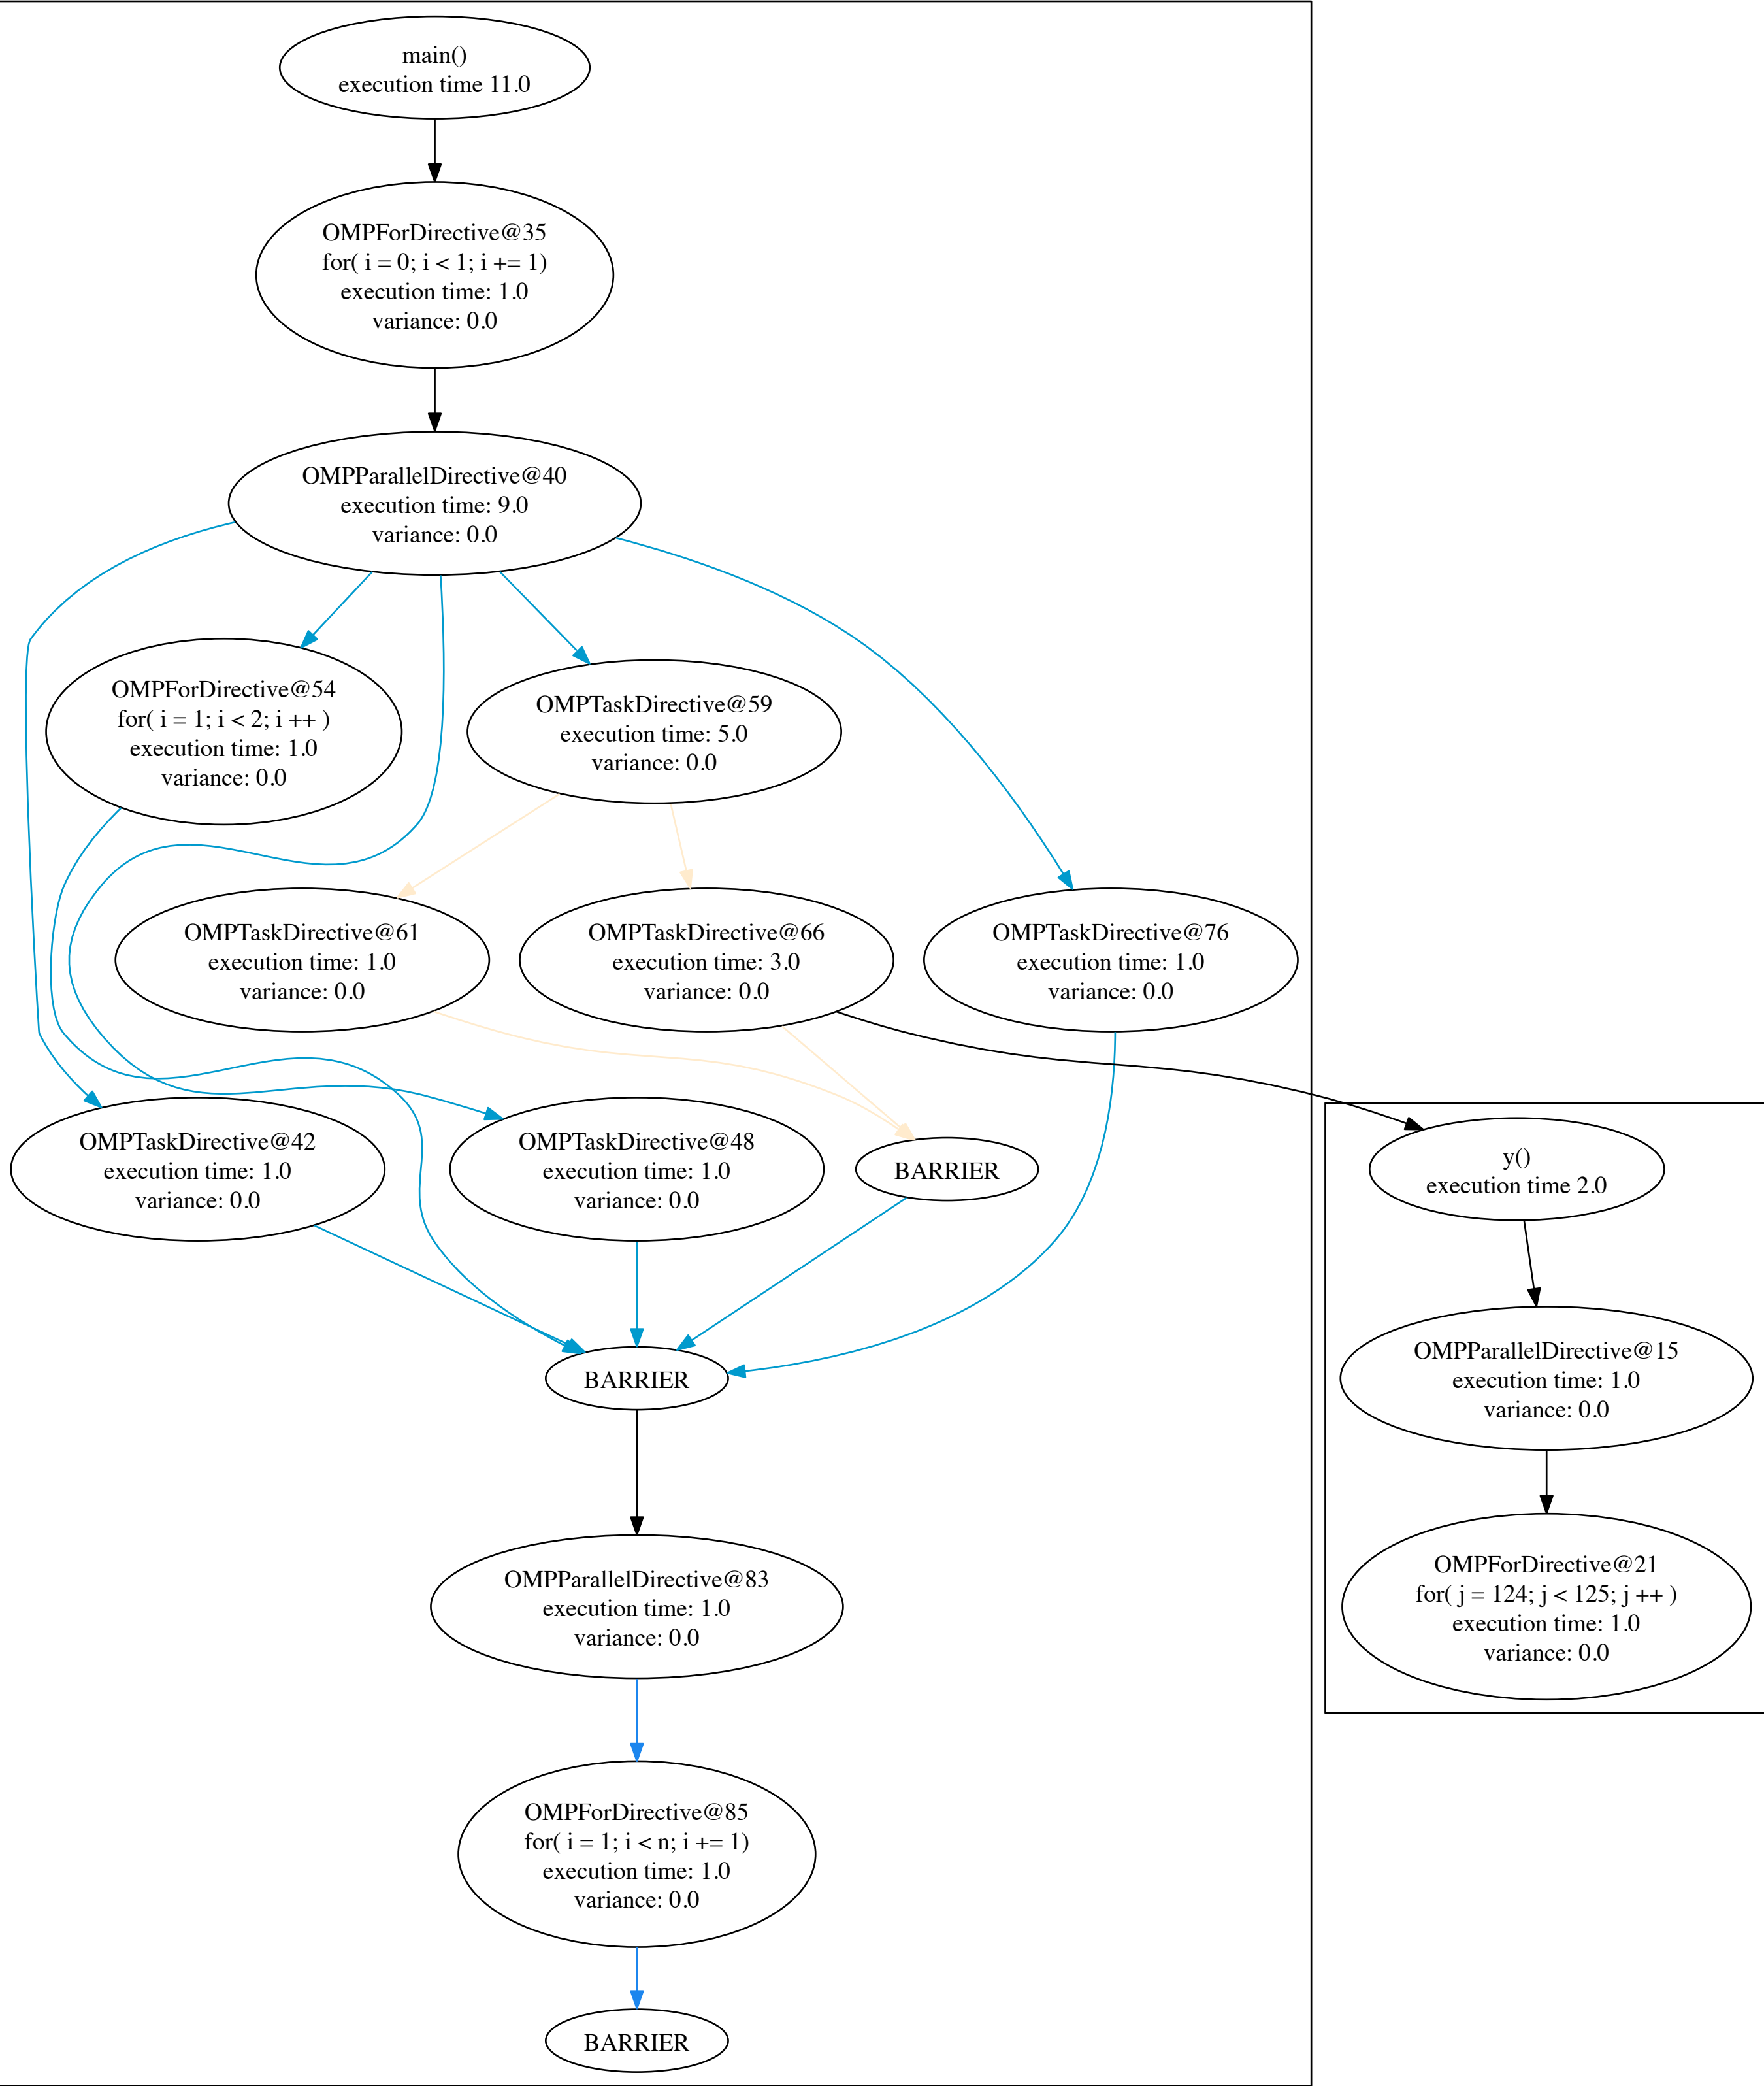 main()
execution time 11.0
OMPForDirective@35
for( i = 0; i < 1; i += 1)
execution time: 1.0
variance: 0.0
OMPParallelDirective@40
execution time: 9.0
variance: 0.0
OMPForDirective@54
for( i = 1; i < 2; i ++ )
execution time: 1.0
variance: 0.0
OMPTaskDirective@59
execution time: 5.0
variance: 0.0
OMPTaskDirective@61
execution time: 1.0
variance: 0.0
OMPTaskDirective@66
execution time: 3.0
variance: 0.0
OMPTaskDirective@76
execution time: 1.0
variance: 0.0
OMPTaskDirective@42
execution time: 1.0
variance: 0.0
OMPTaskDirective@48
execution time: 1.0
variance: 0.0
BARRIER
y()
execution time 2.0
BARRIER
OMPParallelDirective@15
execution time: 1.0
variance: 0.0
OMPParallelDirective@83
execution time: 1.0
variance: 0.0
OMPForDirective@21
for( j = 124; j < 125; j ++ )
execution time: 1.0
variance: 0.0
OMPForDirective@85
for( i = 1; i < n; i += 1)
execution time: 1.0
variance: 0.0
BARRIER